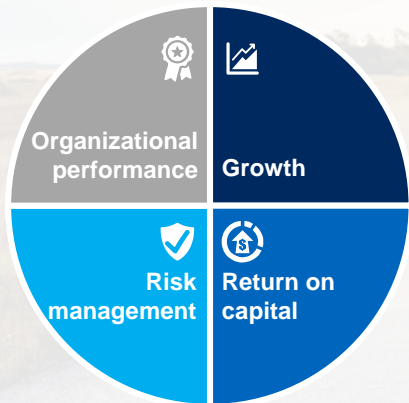 Organizational
performance
Growth
Risk
management
Return on
capital
$